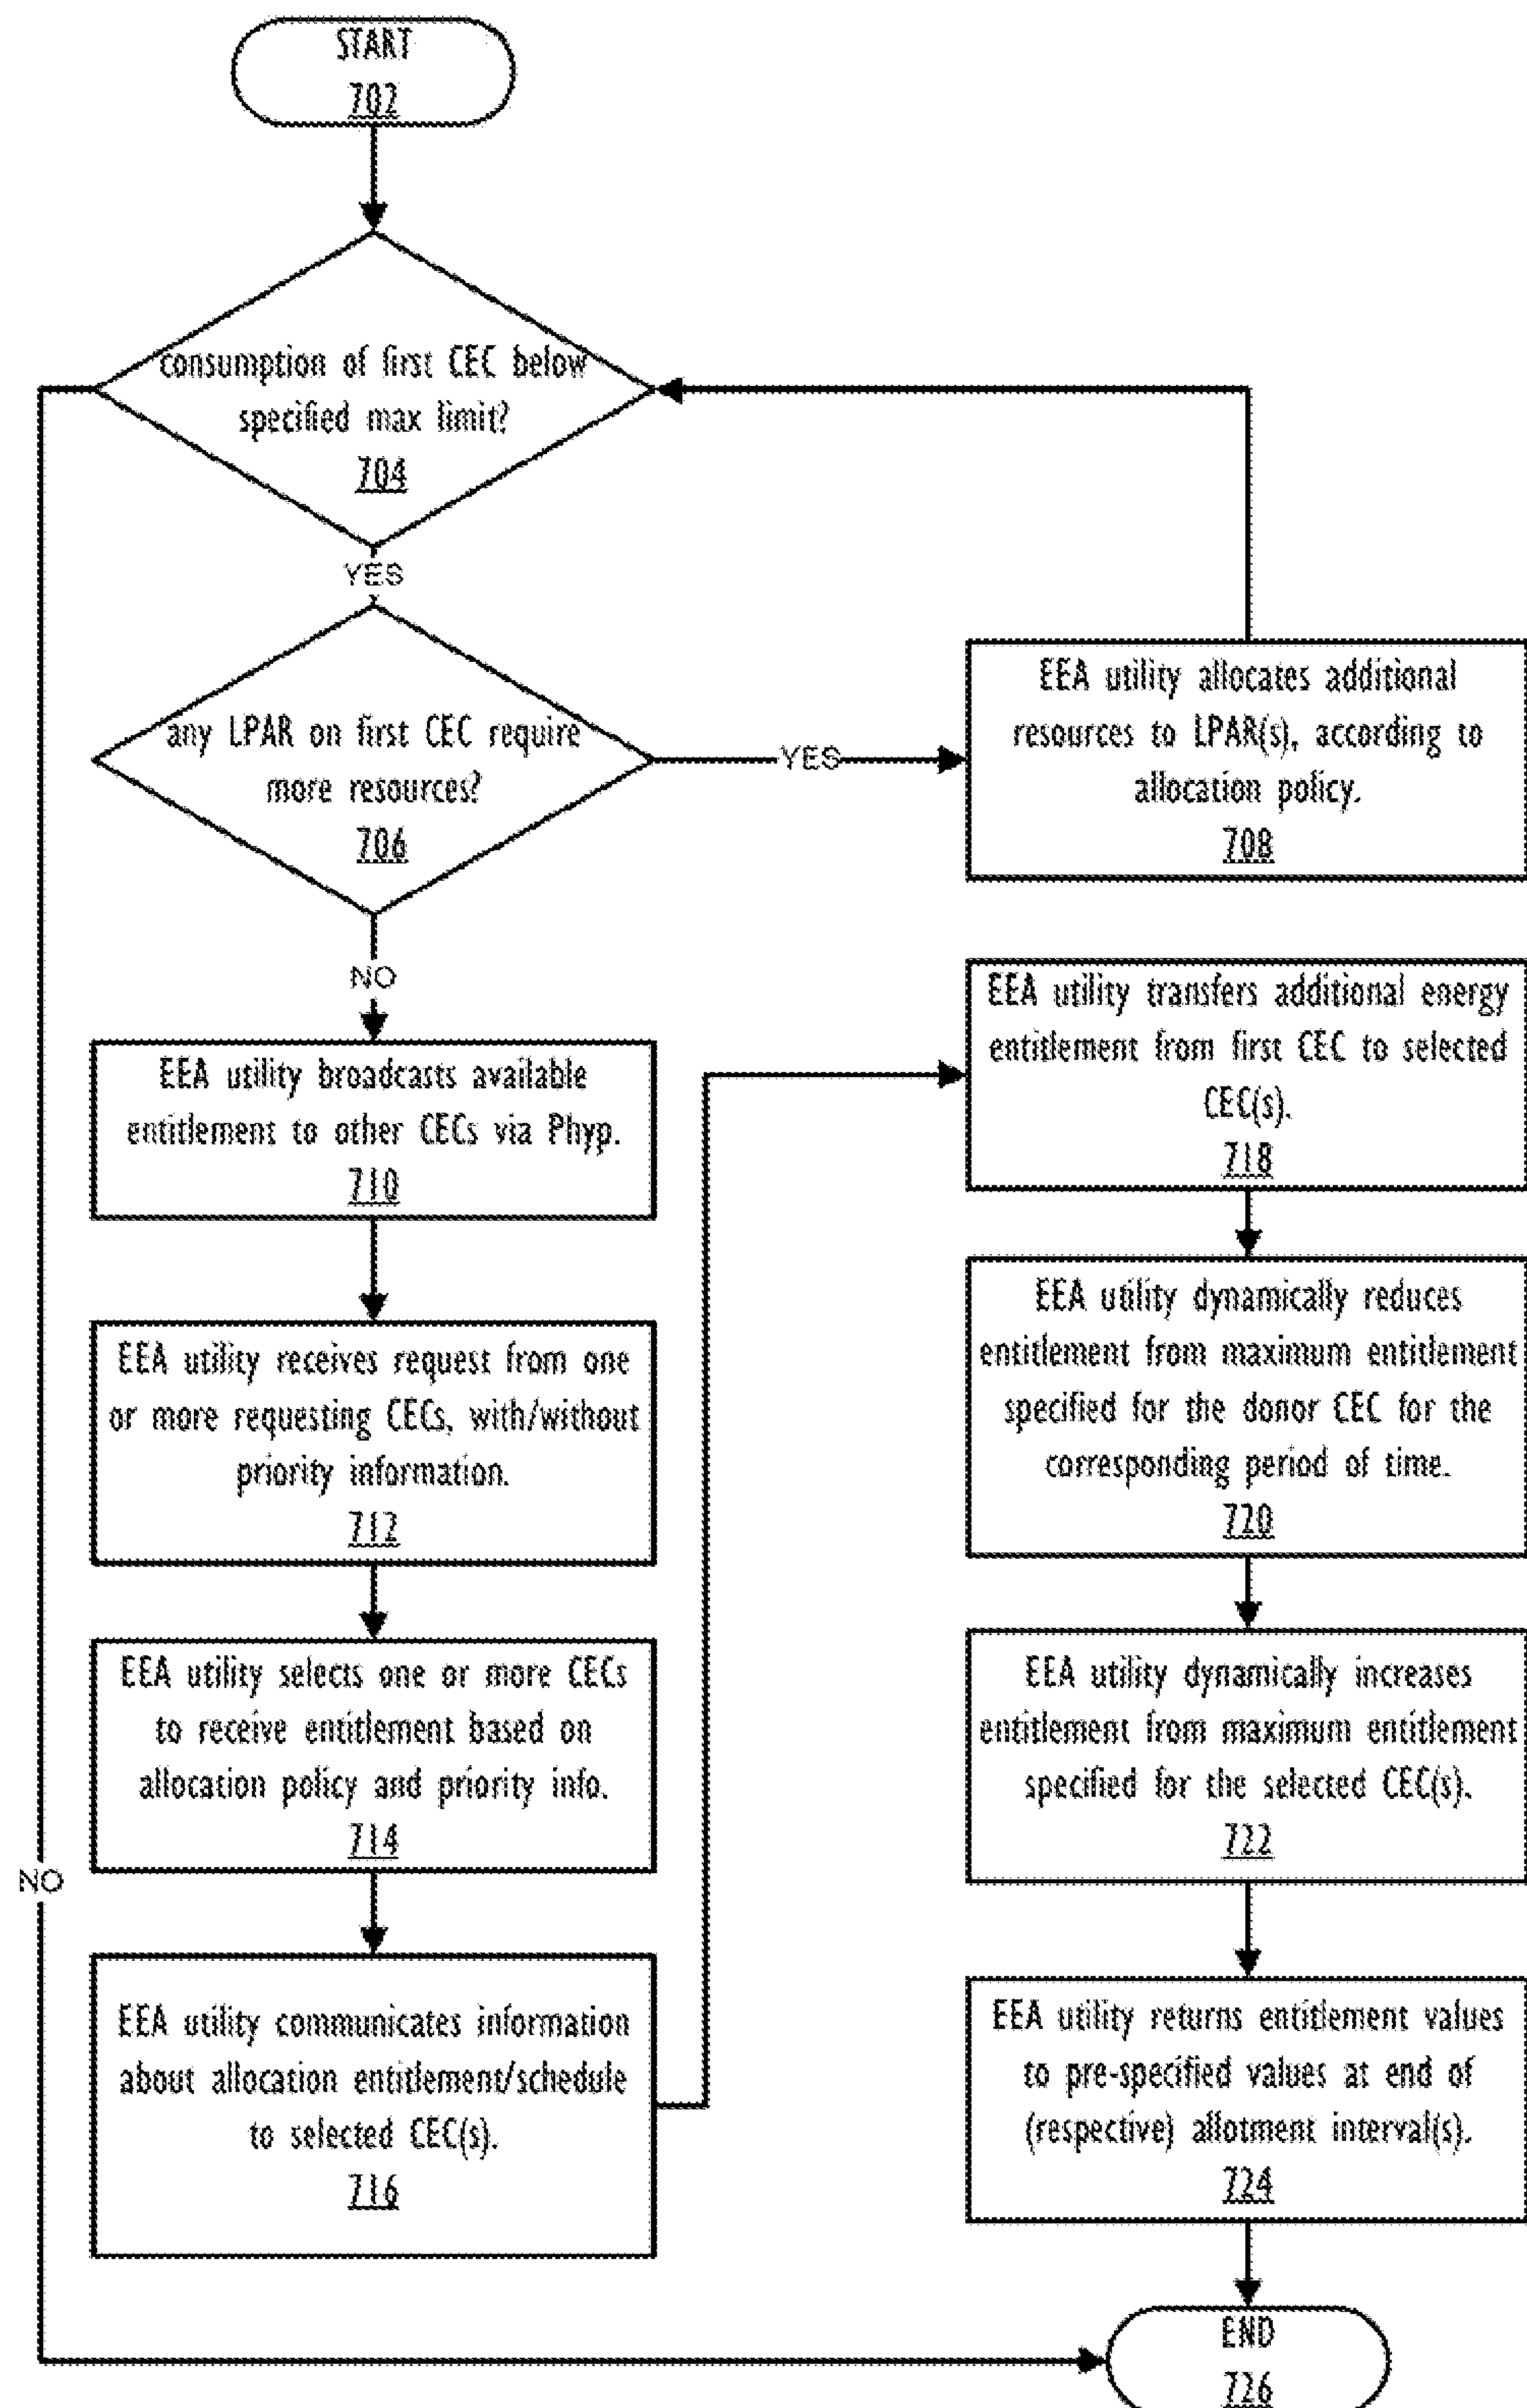 START
702
consumption of first CEC below
specified max limit?
704
YES
any LPAR on first CEC require
more resources?
706
YES
EEA utility allocates additional
resources to LPAR(s), according to
allocation policy.
708
NO
EEA utility broadcasts available
entitlement to other CECs via Phyp.
710
EEA utility receives request from one
or more requesting CECs, with/without
priority information.
712
EEA utility selects one or more CECs
to receive entitlement based on
allocation policy and priority info.
714
EEA utility communicates information
about allocation entitlement/schedule
to selected CEC(s).
716
EEA utility transfers additional energy
entitlement from first CEC to selected
CEC(s).
718
EEA utility dynamically reduces
entitlement from maximum entitlement
specified for the donor CEC for the
corresponding period of time.
720
EEA utility dynamically increases
entitlement from maximum entitlement
specified for the selected CEC(s).
722
EEA utility returns entitlement values
to pre-specified values at end of
(respective) allotment interval(s).
724
NO
END
726